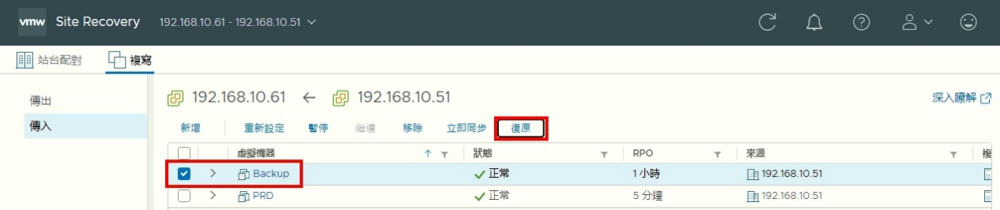 vmw Site Recovery 192.168.10.61 - 192.168.10.51
站台配對 複寫
傳出
傳入
192.168.10.61 ← 192.168.10.51 深入瞭解
新增 重新設定 暫停 繼續 移除 立即同步 復原
虛擬機器 狀態 RPO 來源 複
Backup 正常 1 小時 192.168.10.51
PRD 正常 5 分鐘 192.168.10.51